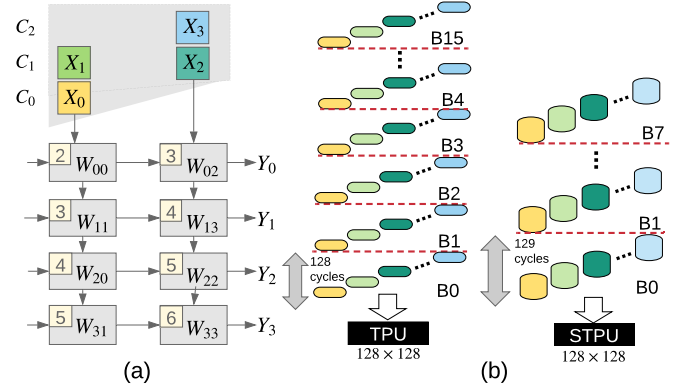 C₂ X₃
C₁ X₁ X₂
C₀ X₀
2 W₀₀ 3 W₀₂ Y₀
3 W₁₁ 4 W₁₃ Y₁
4 W₂₀ 5 W₂₂ Y₂
5 W₃₁ 6 W₃₃ Y₃
(a)
B15
B4
B3
B2
B1
128
cycles
B0
TPU
128 × 128
B7
B1
129
cycles
B0
STPU
128 × 128
(b)